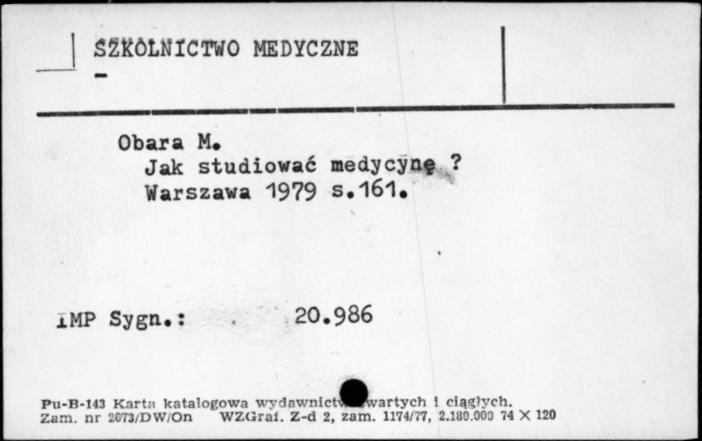 SZKOLNICTWO MEDYCZNE
Obara M.
Jak studiować medycynę ?
Warszawa 1979 s.161.
IMP Sygn.: 20.986
Pu-B-143 Karta katalogowa wydawnictw zwartych i ciągłych.
Zam. nr 2073/DW/On WZGraf. Z-d 2, zam. 1174/77, 2.180.000 74 X 120